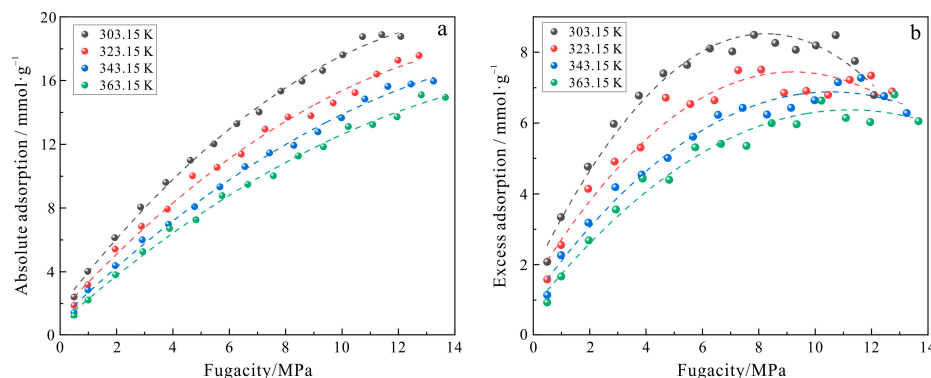 a
303.15 K
323.15 K
343.15 K
363.15 K
Absolute adsorption / mmol·g⁻¹
20
16
12
8
4
0
0 2 4 6 8 10 12 14
Fugacity/MPa
b
303.15 K
323.15 K
343.15 K
363.15 K
Excess adsorption / mmol·g⁻¹
8
6
4
2
0
0 2 4 6 8 10 12 14
Fugacity/MPa